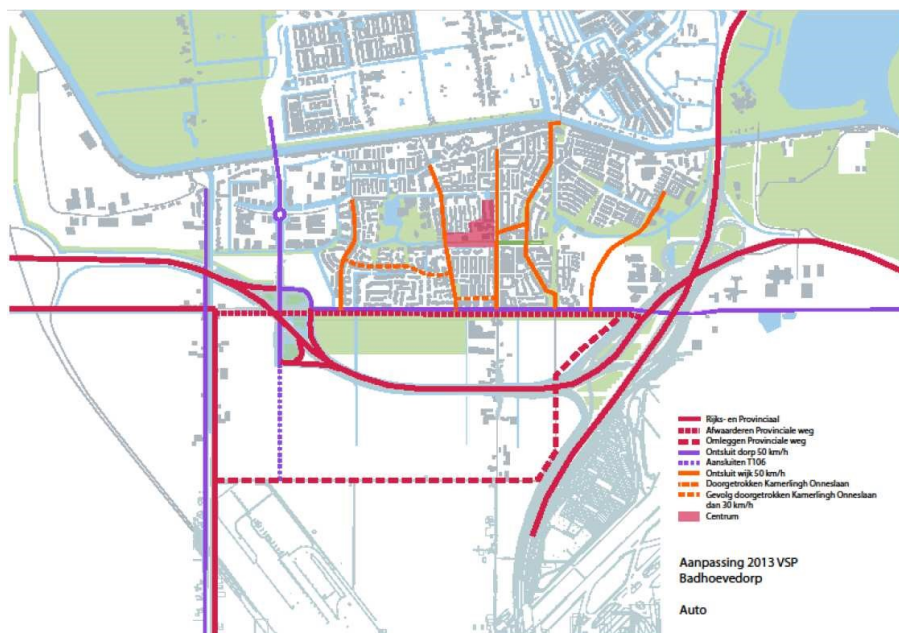 Rijks- en Provinciaal
Afwaarderen Provinciale weg
Omleggen Provinciale weg
Ontsluit dorp 50 km/h
Aansluiten T106
Ontsluit wijk 50 km/h
Doorgetrokken Kamerlingh Onneslaan
Gevolg doorgetrokken Kamerlingh Onneslaan
dan 30 km/h
Centrum
Aanpassing 2013 VSP
Badhoevedorp
Auto